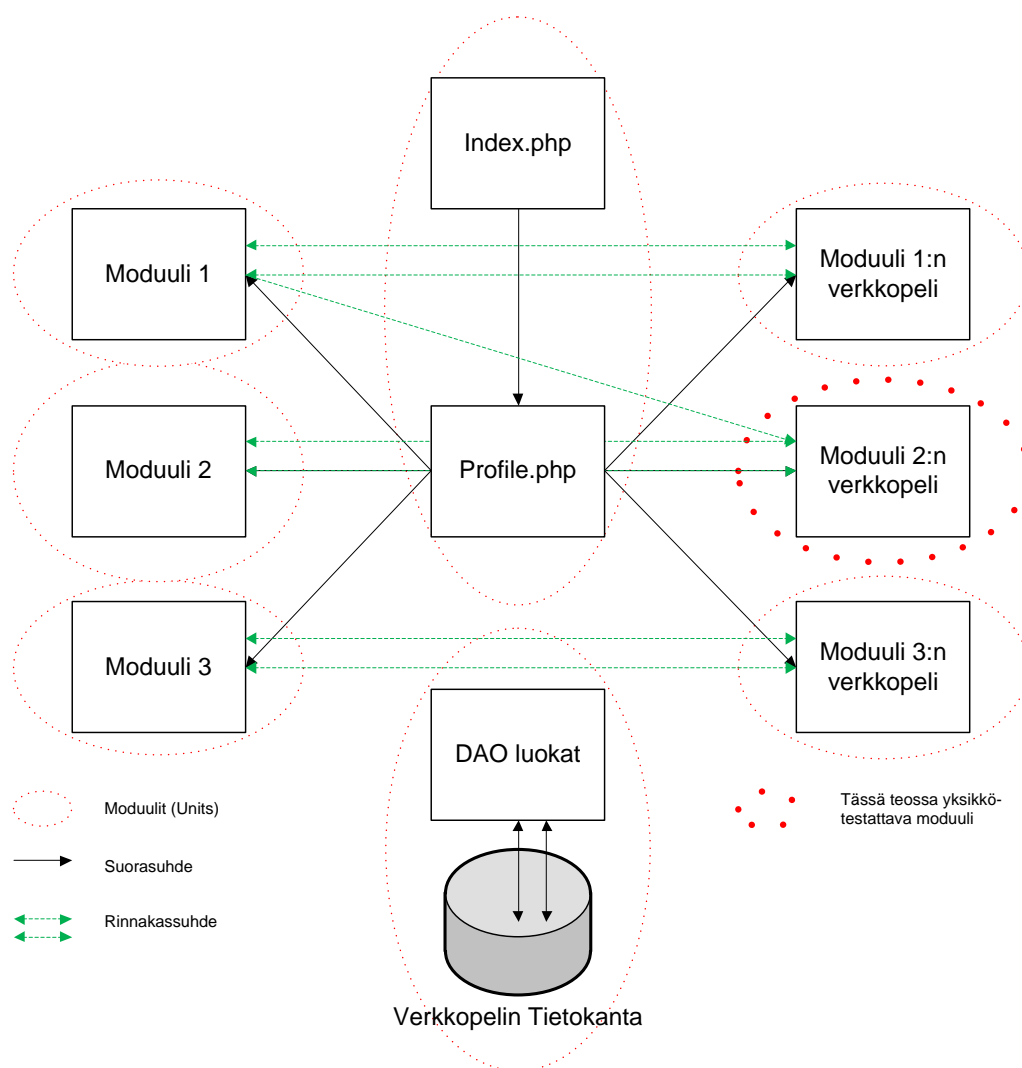 Index.php
Moduuli 1
Moduuli 1:n
verkkopeli
Moduuli 2
Profile.php
Moduuli 2:n
verkkopeli
Moduuli 3
Moduuli 3:n
verkkopeli
DAO luokat
Moduulit (Units)
Tässä teossa yksikkö-
testattava moduuli
Suorasuhde
Rinnakassuhde
Verkkopelin Tietokanta